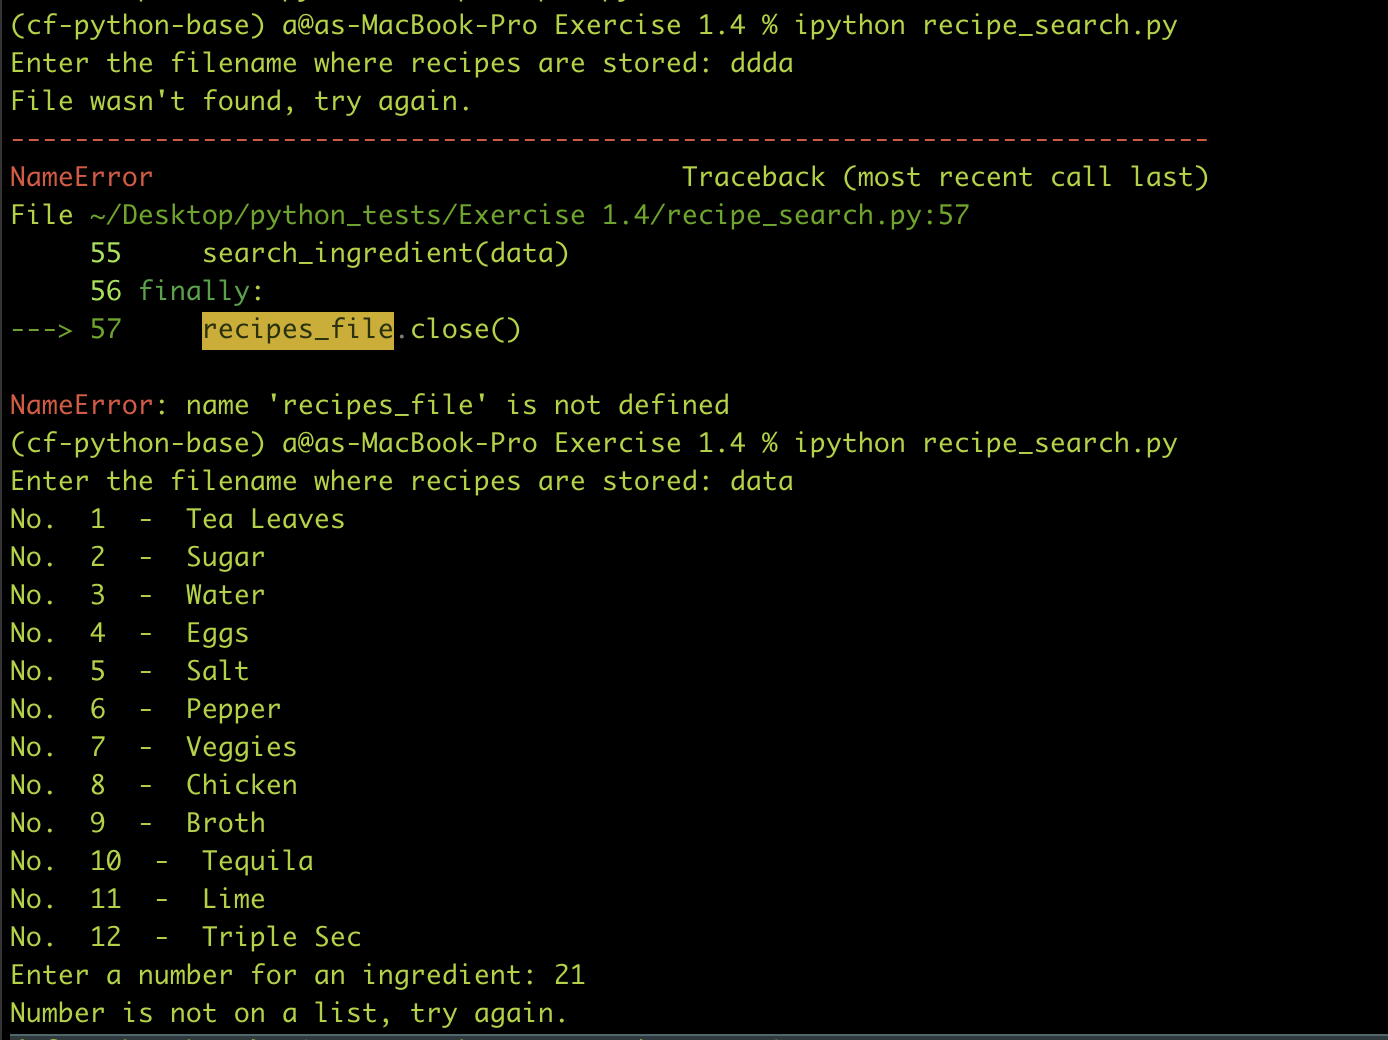 (cf-python-base) a@as-MacBook-Pro Exercise 1.4 % ipython recipe_search.py
Enter the filename where recipes are stored: ddda
File wasn't found, try again.
---------------------------------------------------------------------------
NameError                                 Traceback (most recent call last)
File ~/Desktop/python_tests/Exercise 1.4/recipe_search.py:57
     55     search_ingredient(data)
     56 finally:
---> 57     recipes_file.close()

NameError: name 'recipes_file' is not defined
(cf-python-base) a@as-MacBook-Pro Exercise 1.4 % ipython recipe_search.py
Enter the filename where recipes are stored: data
No.  1  -  Tea Leaves
No.  2  -  Sugar
No.  3  -  Water
No.  4  -  Eggs
No.  5  -  Salt
No.  6  -  Pepper
No.  7  -  Veggies
No.  8  -  Chicken
No.  9  -  Broth
No.  10  -  Tequila
No.  11  -  Lime
No.  12  -  Triple Sec
Enter a number for an ingredient: 21
Number is not on a list, try again.